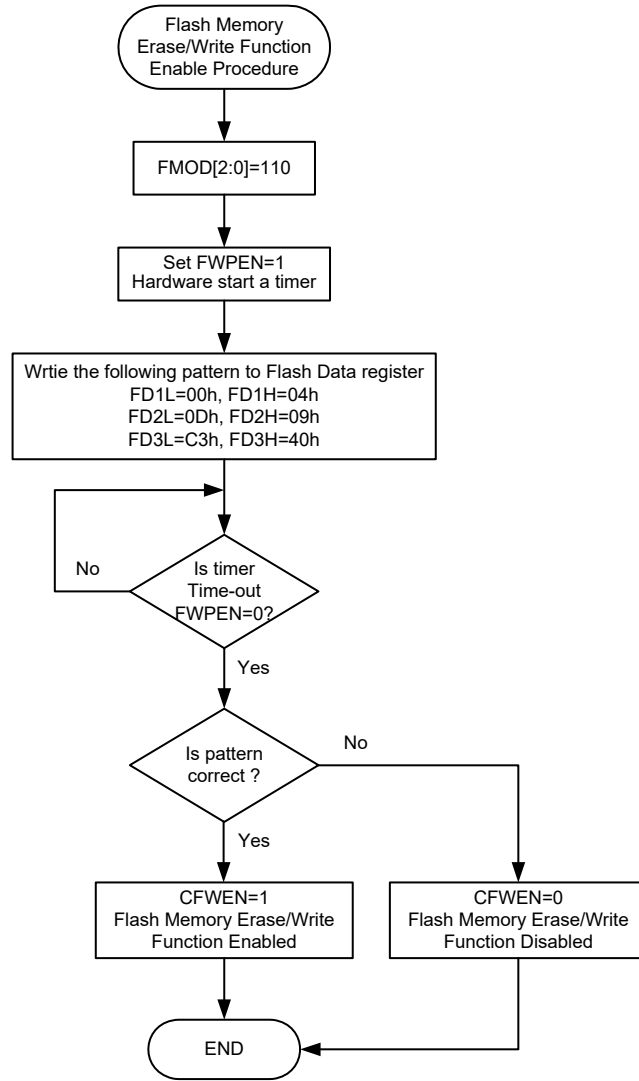 Flash Memory
Erase/Write Function
Enable Procedure
FMOD[2:0]=110
Set FWPEN=1
Hardware start a timer
Wrtie the following pattern to Flash Data register
FD1L=00h, FD1H=04h
FD2L=0Dh, FD2H=09h
FD3L=C3h, FD3H=40h
No
Is timer
Time-out
FWPEN=0?
Yes
Is pattern
correct ?
No
Yes
CFWEN=1
Flash Memory Erase/Write
Function Enabled
CFWEN=0
Flash Memory Erase/Write
Function Disabled
END